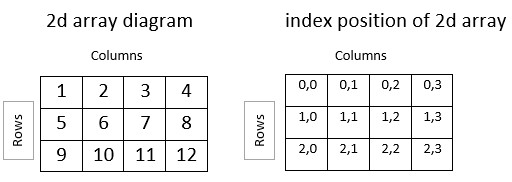 2d array diagram
Columns
Rows
1 2 3 4
5 6 7 8
9 10 11 12
index position of 2d array
Columns
Rows
0,0 0,1 0,2 0,3
1,0 1,1 1,2 1,3
2,0 2,1 2,2 2,3